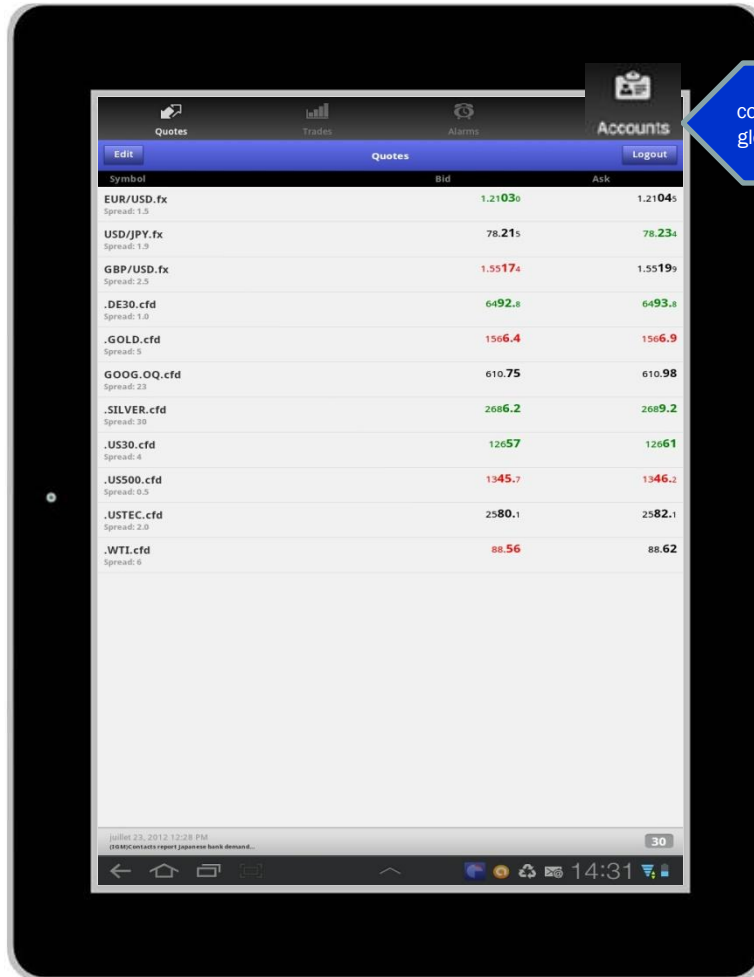 Quotes
Trades
Alarms
Accounts
Edit
Quotes
Logout
Symbol Bid Ask
EUR/USD.fx 1.21030 1.21045
Spread: 1.5
USD/JPY.fx 78.215 78.234
Spread: 1.9
GBP/USD.fx 1.55174 1.55199
Spread: 2.5
.DE30.cfd 6492.8 6493.8
Spread: 1.0
.GOLD.cfd 1566.4 1566.9
Spread: 5
GOOG.OQ.cfd 610.75 610.98
Spread: 23
.SILVER.cfd 2686.2 2689.2
Spread: 30
.US30.cfd 12657 12661
Spread: 4
.US500.cfd 1345.7 1346.2
Spread: 0.5
.USTEC.cfd 2580.1 2582.1
Spread: 2.0
.WTI.cfd 88.56 88.62
Spread: 6
juillet 23, 2012 12:28 PM
(IGM)Contacts report Japanese bank demand...
30
14:31